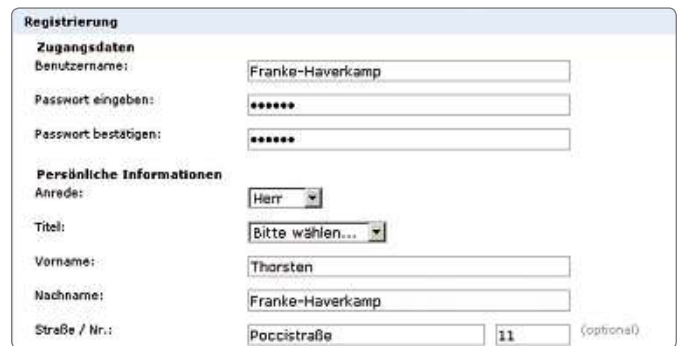 Registrierung
Zugangsdaten
Benutzername: Franke-Haverkamp
Passwort eingeben: ••••••
Passwort bestätigen: ••••••
Persönliche Informationen
Anrede: Herr
Titel: Bitte wählen...
Vorname: Thorsten
Nachname: Franke-Haverkamp
Straße / Nr.: Poccistraße 11 (optional)